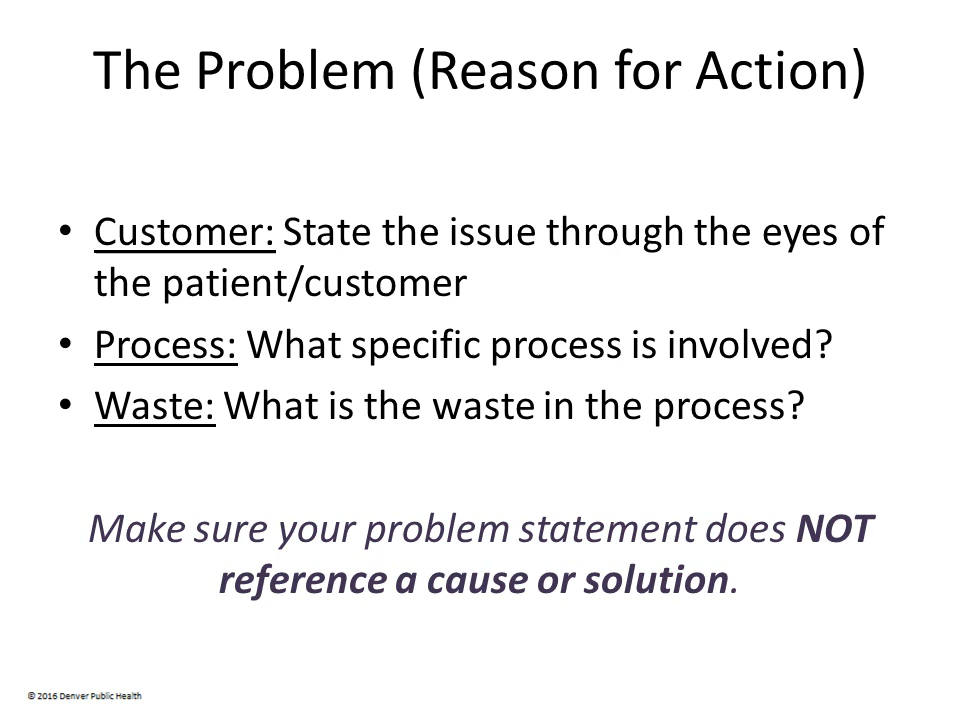 The Problem (Reason for Action)
• Customer: State the issue through the eyes of
the patient/customer
• Process: What specific process is involved?
• Waste: What is the waste in the process?
Make sure your problem statement does NOT
reference a cause or solution.
© 2016 Denver Public Health